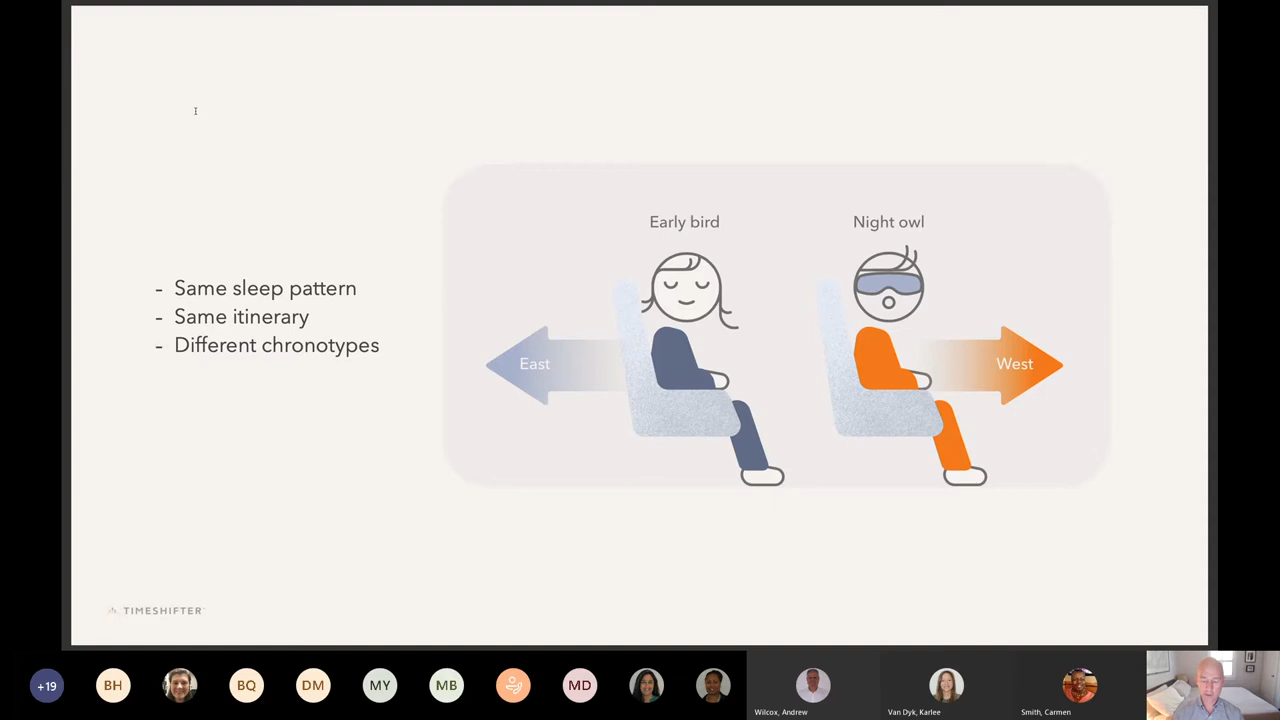 Early bird
Night owl
- Same sleep pattern
- Same itinerary
- Different chronotypes
East
West
TIMESHIFTER
+19
BH
BQ
DM
MY
MB
MD
Wilcox, Andrew
Van Dyk, Karlee
Smith, Carmen